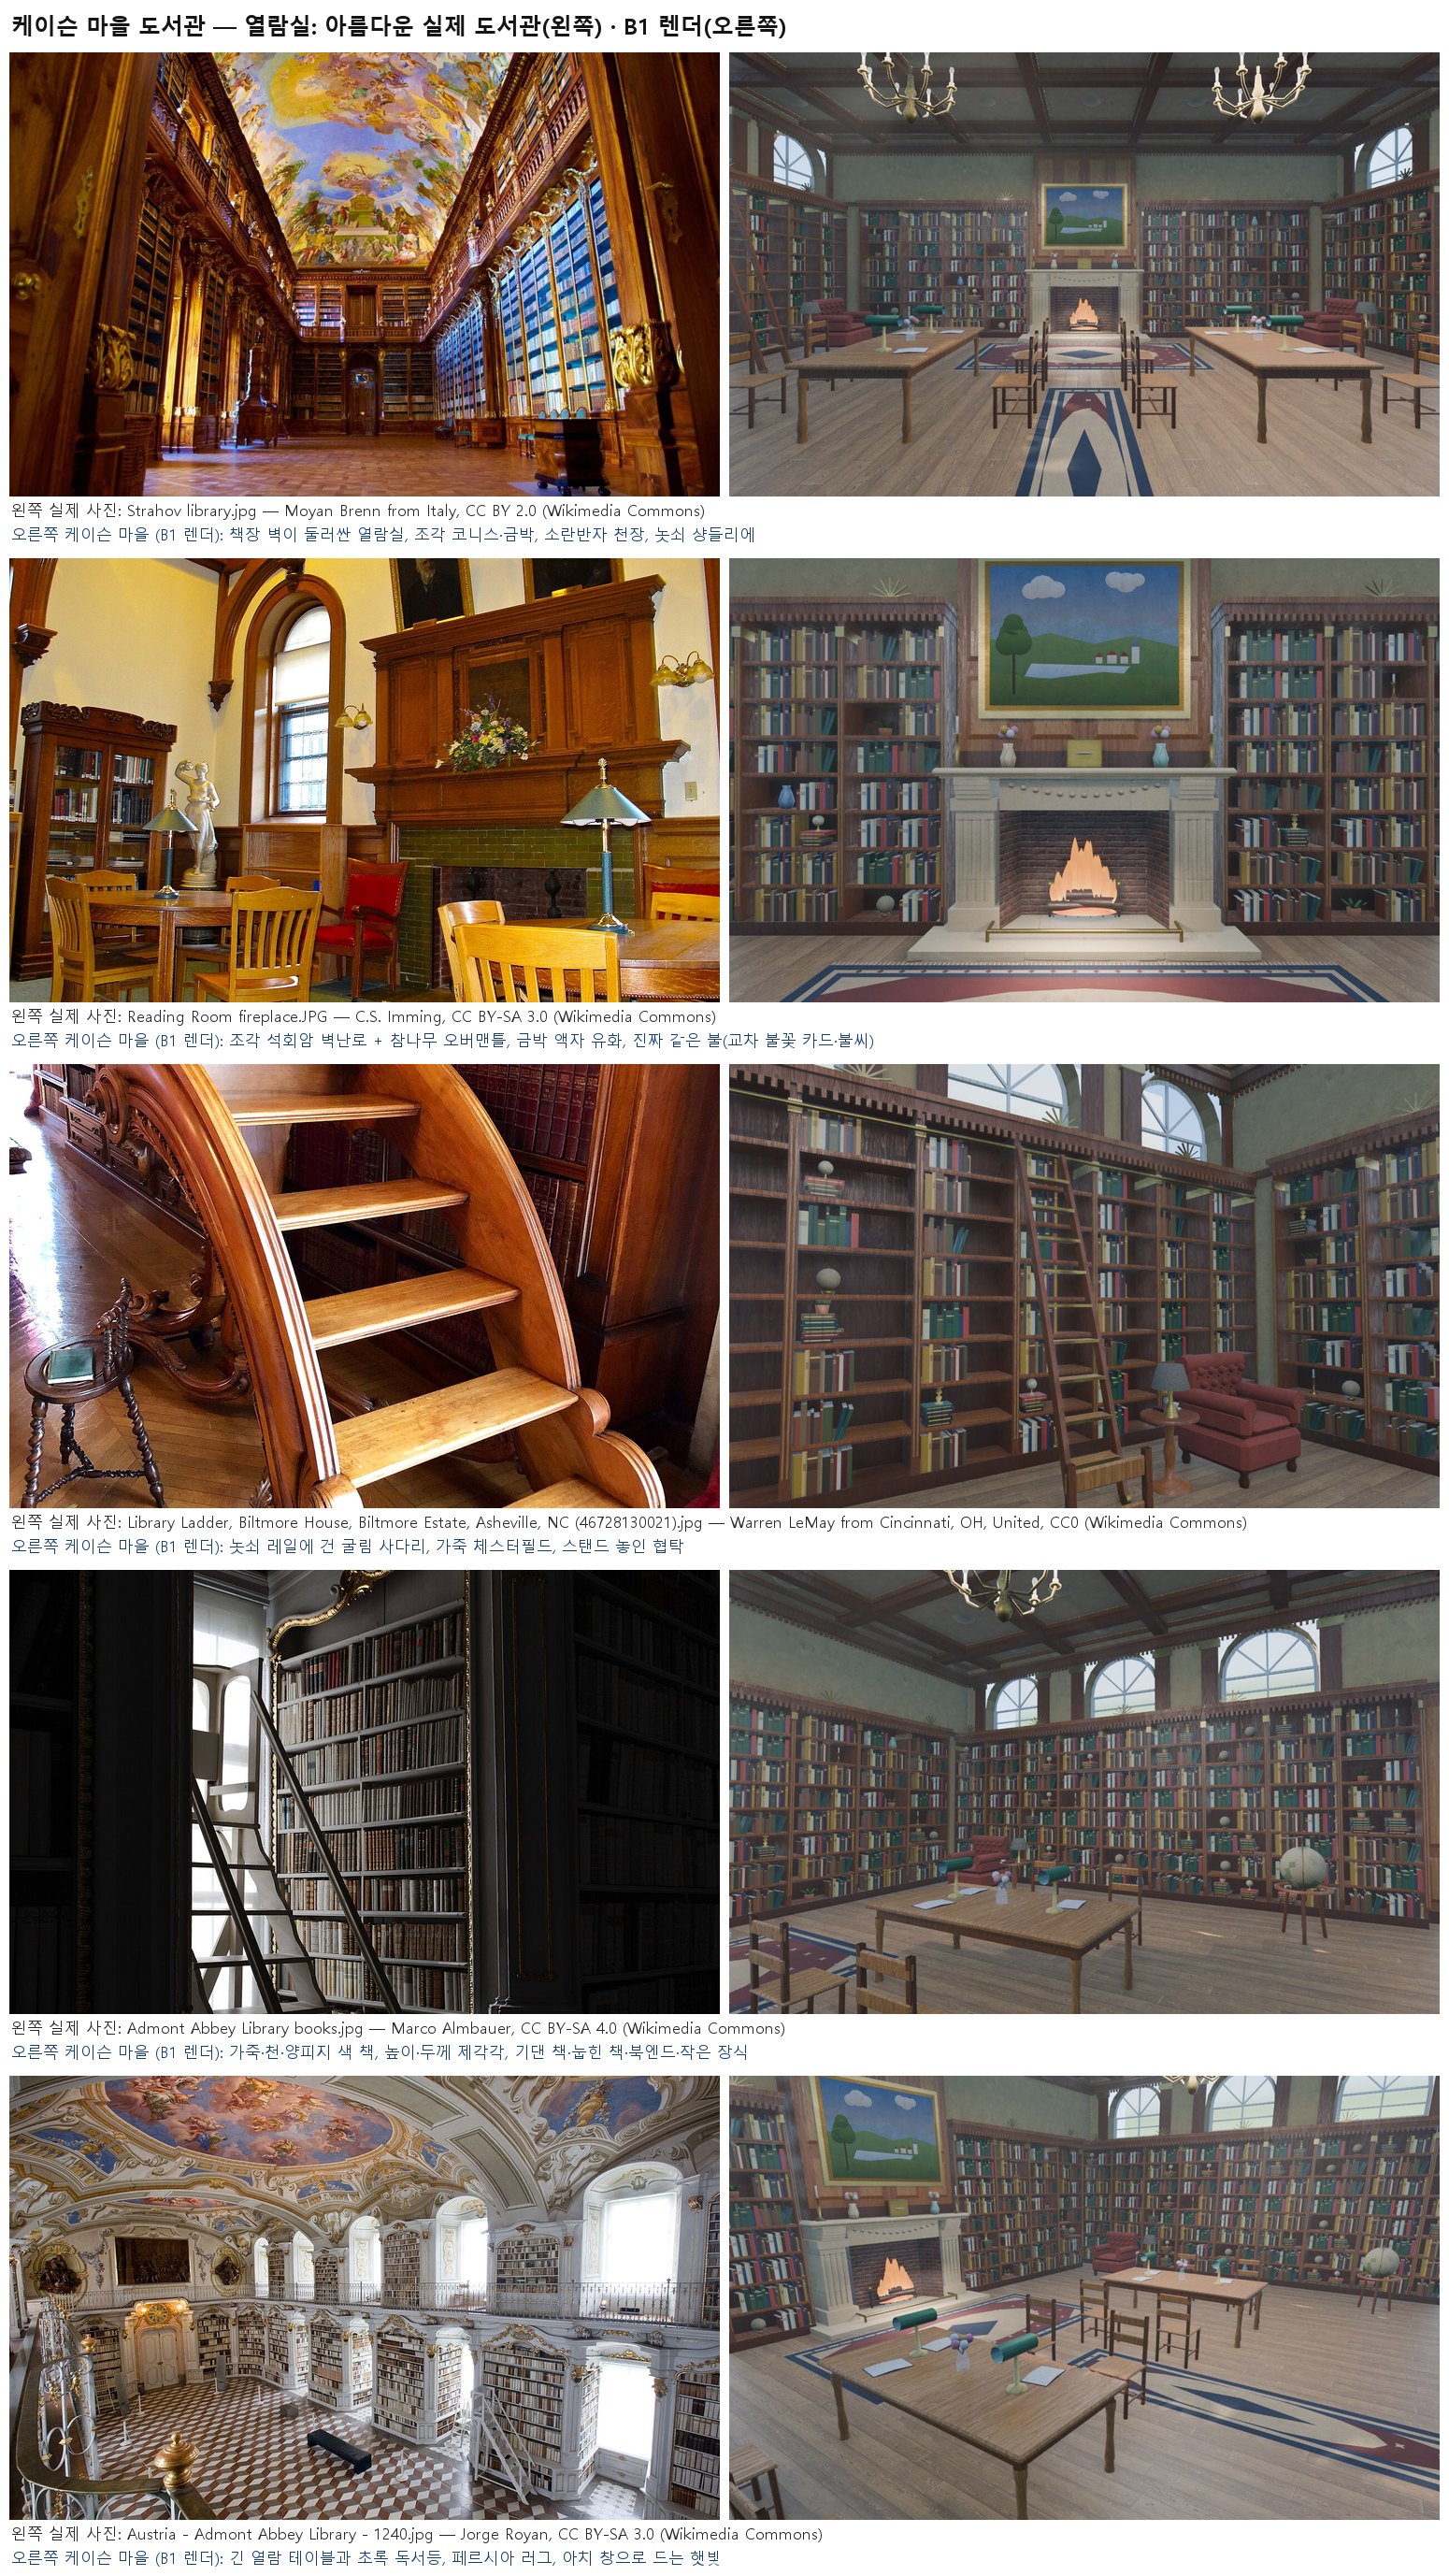 케이슨 마을 도서관 — 열람실: 아름다운 실제 도서관(왼쪽) · B1 렌더(오른쪽)
왼쪽 실제 사진: Strahov library.jpg — Moyan Brenn from Italy, CC BY 2.0 (Wikimedia Commons)
오른쪽 케이슨 마을 (B1 렌더): 책장 벽이 둘러싼 열람실, 조각 코니스·금박, 소란반자 천장, 놋쇠 샹들리에
왼쪽 실제 사진: Reading Room fireplace.JPG — C.S. Imming, CC BY-SA 3.0 (Wikimedia Commons)
오른쪽 케이슨 마을 (B1 렌더): 조각 석회암 벽난로 + 참나무 오버맨틀, 금박 액자 유화, 진짜 같은 불(교차 불꽃 카드·불씨)
왼쪽 실제 사진: Library Ladder, Biltmore House, Biltmore Estate, Asheville, NC (46728130021).jpg — Warren LeMay from Cincinnati, OH, United, CC0 (Wikimedia Commons)
오른쪽 케이슨 마을 (B1 렌더): 놋쇠 레일에 건 굴림 사다리, 가죽 체스터필드, 스탠드 놓인 협탁
왼쪽 실제 사진: Admont Abbey Library books.jpg — Marco Almbauer, CC BY-SA 4.0 (Wikimedia Commons)
오른쪽 케이슨 마을 (B1 렌더): 가죽·천·양피지 색 책, 높이·두께 제각각, 기댄 책·눕힌 책·북엔드·작은 장식
왼쪽 실제 사진: Austria - Admont Abbey Library - 1240.jpg — Jorge Royan, CC BY-SA 3.0 (Wikimedia Commons)
오른쪽 케이슨 마을 (B1 렌더): 긴 열람 테이블과 초록 독서등, 페르시아 러그, 아치 창으로 드는 햇빛